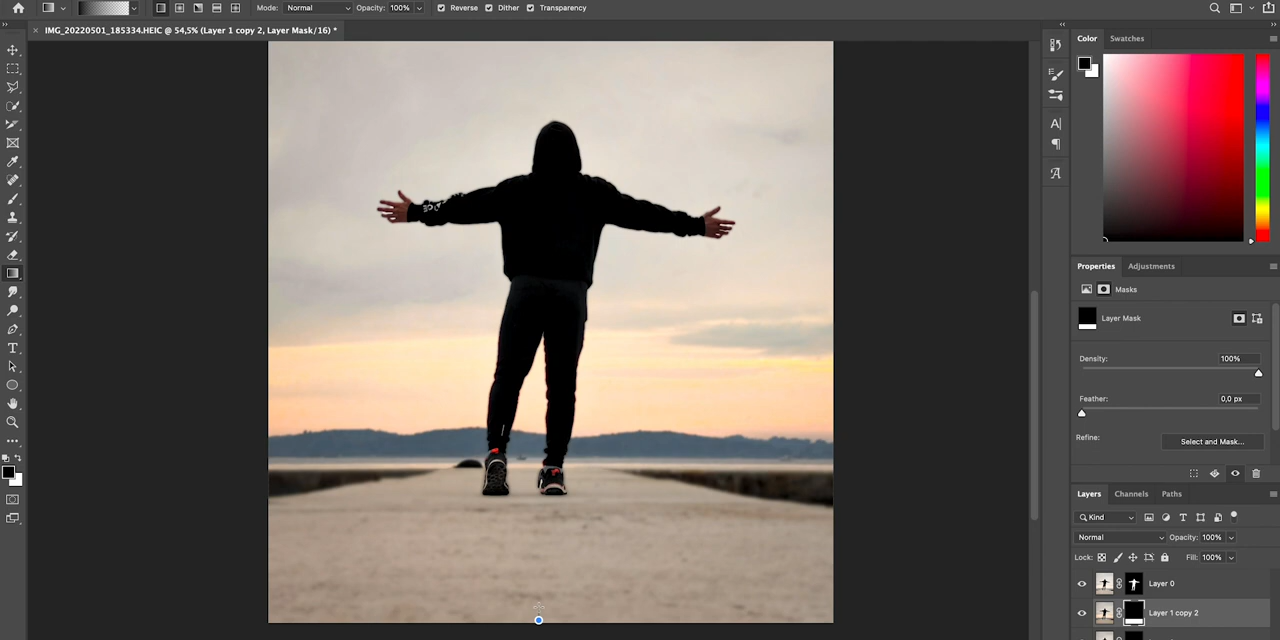 Mode: Normal Opacity: 100% Reverse Dither Transparency
× IMG_20220501_185334.HEIC @ 54,5% (Layer 1 copy 2, Layer Mask/16) *
Color Swatches
Properties Adjustments
Masks
Layer Mask
Density: 100%
Feather: 0,0 px
Refine: Select and Mask...
Layers Channels Paths
Kind
Normal Opacity: 100%
Lock: Fill: 100%
Layer 0
Layer 1 copy 2